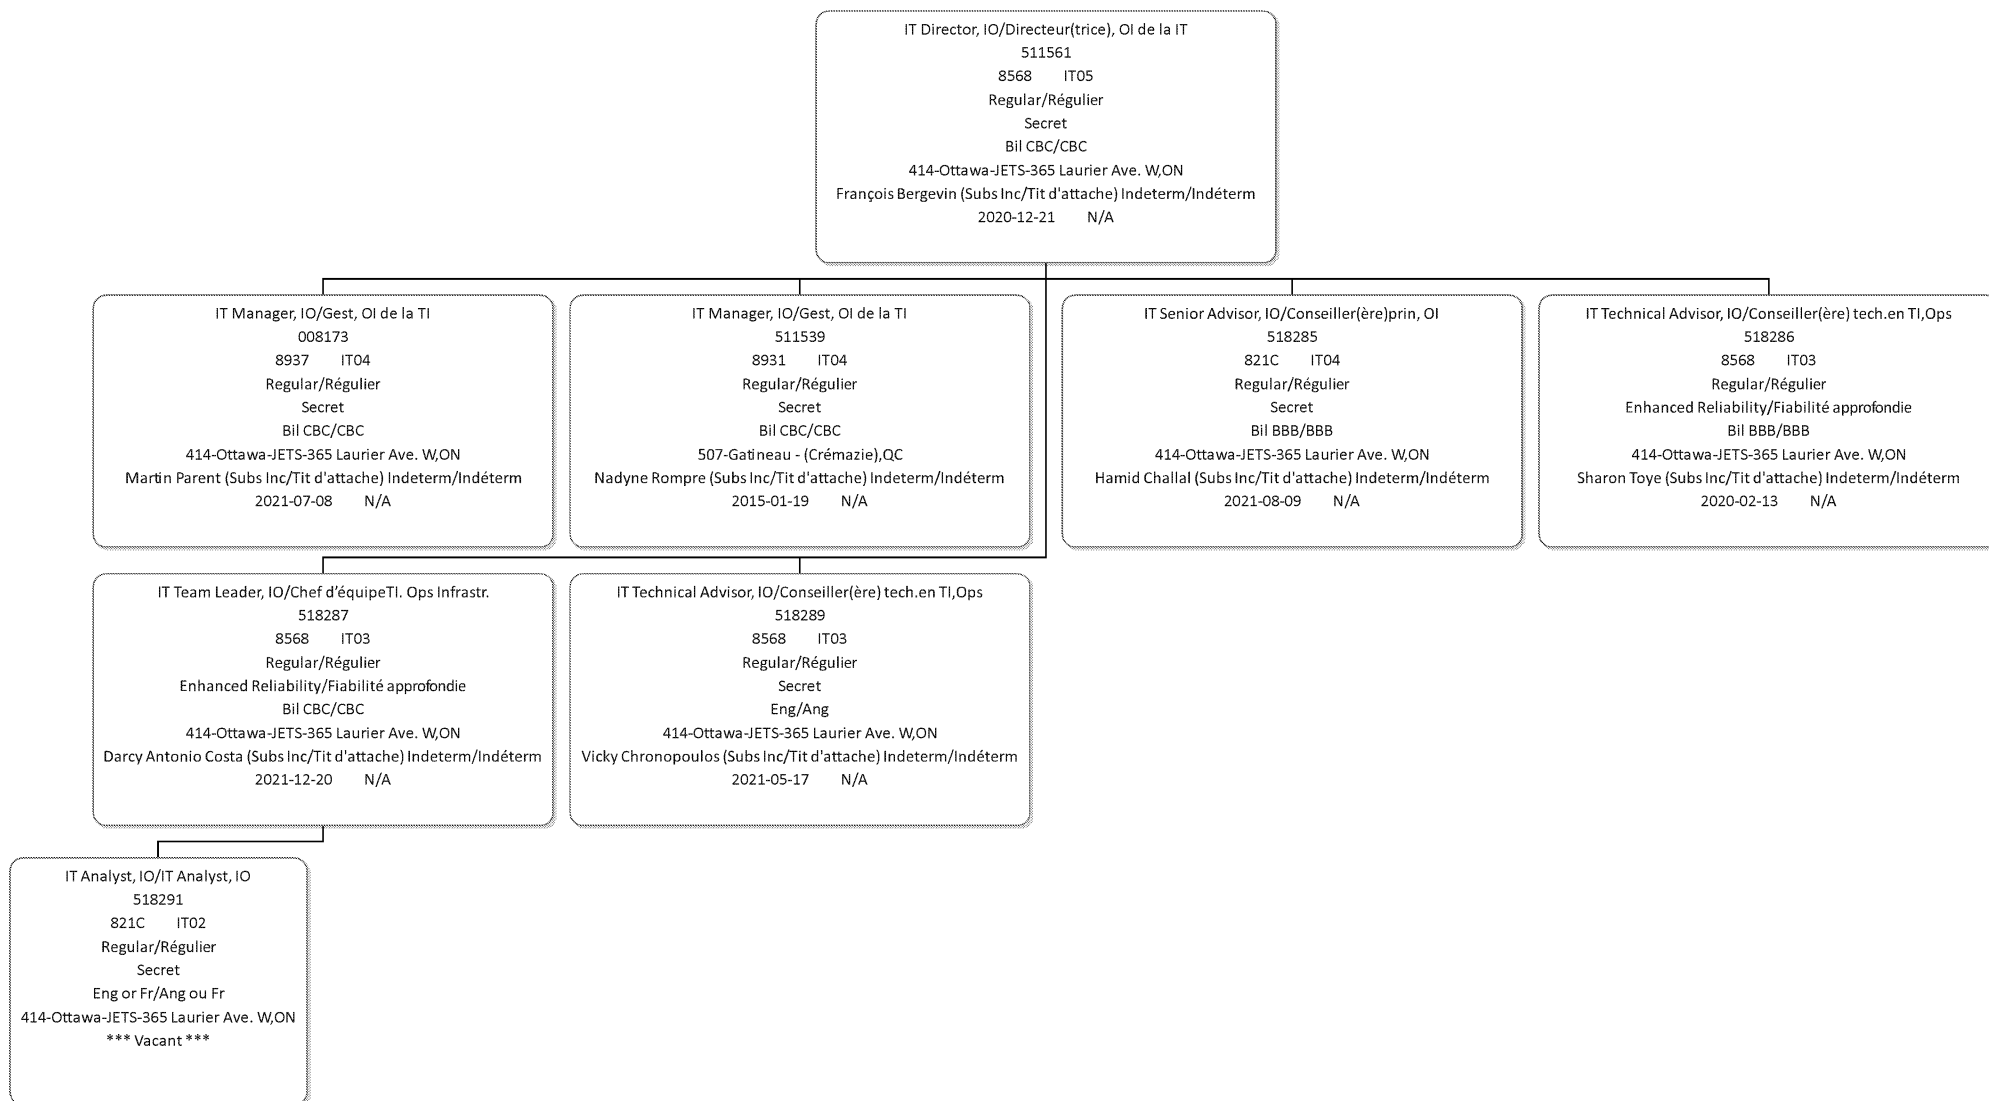 IT Director, IO/Directeur(trice), OI de la IT
511561
8568 IT05
Regular/Régulier
Secret
Bil CBC/CBC
414-Ottawa-JETS-365 Laurier Ave. W,ON
François Bergevin (Subs Inc/Tit d'attache) Indeterm/Indéterm
2020-12-21 N/A
IT Manager, IO/Gest, OI de la TI
008173
8937 IT04
Regular/Régulier
Secret
Bil CBC/CBC
414-Ottawa-JETS-365 Laurier Ave. W,ON
Martin Parent (Subs Inc/Tit d'attache) Indeterm/Indéterm
2021-07-08 N/A
IT Manager, IO/Gest, OI de la TI
511539
8931 IT04
Regular/Régulier
Secret
Bil CBC/CBC
507-Gatineau - (Crémazie),QC
Nadyne Rompre (Subs Inc/Tit d'attache) Indeterm/Indéterm
2015-01-19 N/A
IT Senior Advisor, IO/Conseiller(ère)prin, OI
518285
821C IT04
Regular/Régulier
Secret
Bil BBB/BBB
414-Ottawa-JETS-365 Laurier Ave. W,ON
Hamid Challal (Subs Inc/Tit d'attache) Indeterm/Indéterm
2021-08-09 N/A
IT Technical Advisor, IO/Conseiller(ère) tech.en TI,Ops
518286
8568 IT03
Regular/Régulier
Enhanced Reliability/Fiabilité approfondie
Bil BBB/BBB
414-Ottawa-JETS-365 Laurier Ave. W,ON
Sharon Toye (Subs Inc/Tit d'attache) Indeterm/Indéterm
2020-02-13 N/A
IT Team Leader, IO/Chef d’équipeTI. Ops Infrastr.
518287
8568 IT03
Regular/Régulier
Enhanced Reliability/Fiabilité approfondie
Bil CBC/CBC
414-Ottawa-JETS-365 Laurier Ave. W,ON
Darcy Antonio Costa (Subs Inc/Tit d'attache) Indeterm/Indéterm
2021-12-20 N/A
IT Technical Advisor, IO/Conseiller(ère) tech.en TI,Ops
518289
8568 IT03
Regular/Régulier
Secret
Eng/Ang
414-Ottawa-JETS-365 Laurier Ave. W,ON
Vicky Chronopoulos (Subs Inc/Tit d'attache) Indeterm/Indéterm
2021-05-17 N/A
IT Analyst, IO/IT Analyst, IO
518291
821C IT02
Regular/Régulier
Secret
Eng or Fr/Ang ou Fr
414-Ottawa-JETS-365 Laurier Ave. W,ON
*** Vacant ***